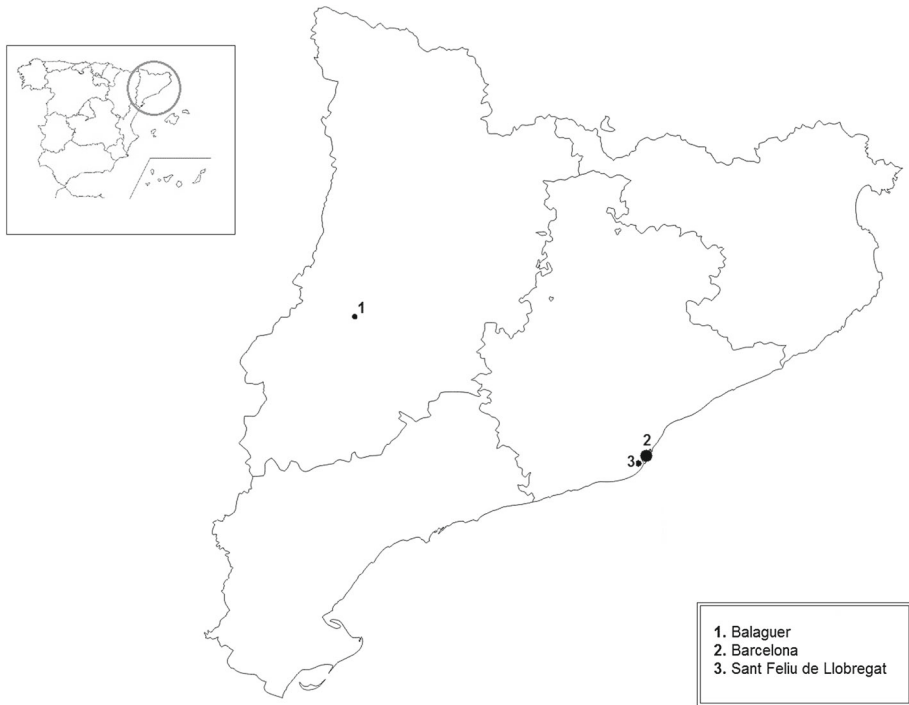 1
2
3
1. Balaguer
2. Barcelona
3. Sant Feliu de Llobregat